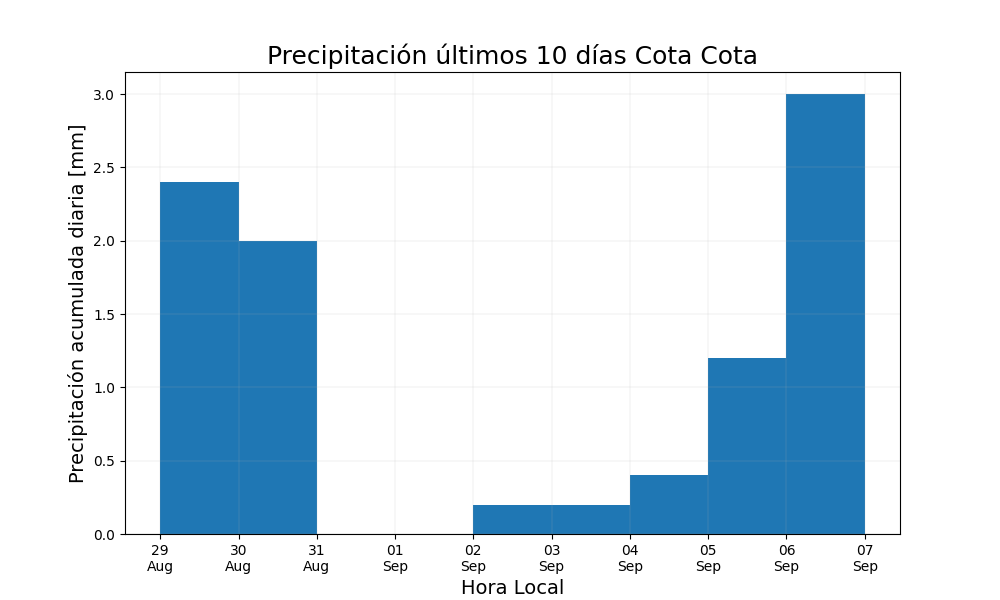 Precipitación últimos 10 días Cota Cota
Precipitación acumulada diaria [mm]
3.0
2.5
2.0
1.5
1.0
0.5
0.0
29 30 31 01 02 03 04 05 06 07
Aug Aug Aug Sep Sep Sep Sep Sep Sep Sep
Hora Local